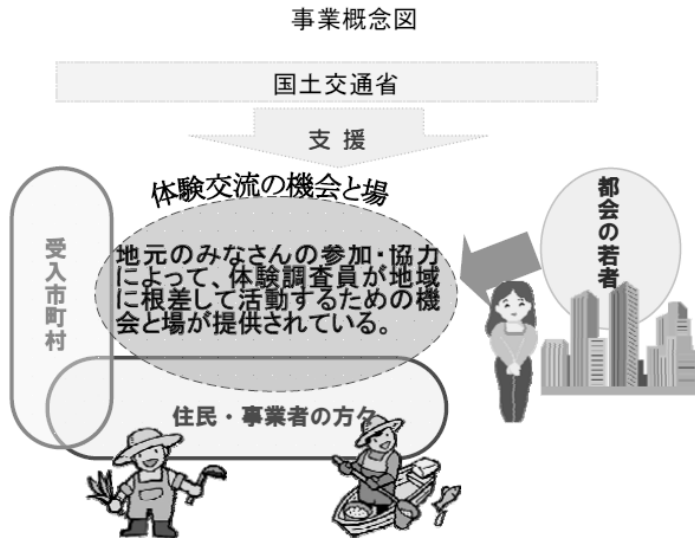 事業概念図
国土交通省
支 援
体験交流の機会と場
都会の若者
受入市町村
地元のみなさんの参加・協力
によって、体験調査員が地域
に根差して活動するための機
会と場が提供されている。
住民・事業者の方々